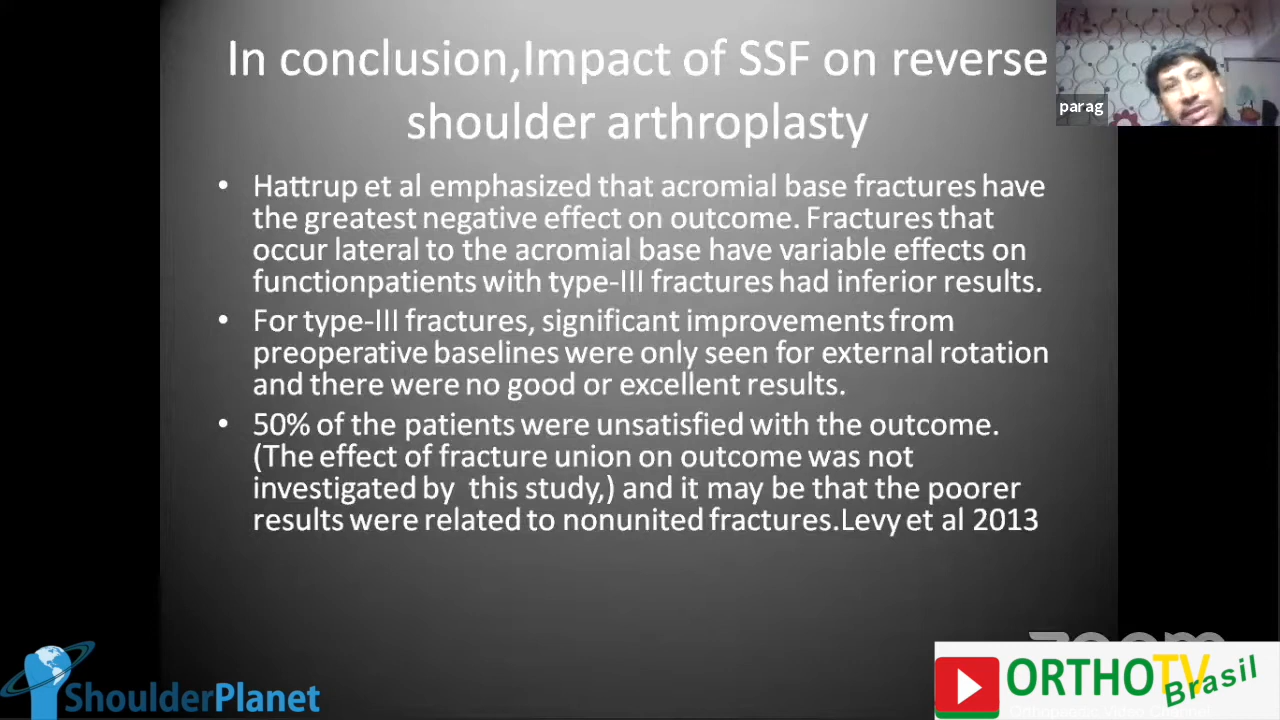 In conclusion,Impact of SSF on reverse
shoulder arthroplasty
parag
• Hattrup et al emphasized that acromial base fractures have
the greatest negative effect on outcome. Fractures that
occur lateral to the acromial base have variable effects on
functionpatients with type-III fractures had inferior results.
• For type-III fractures, significant improvements from
preoperative baselines were only seen for external rotation
and there were no good or excellent results.
• 50% of the patients were unsatisfied with the outcome.
(The effect of fracture union on outcome was not
investigated by  this study,) and it may be that the poorer
results were related to nonunited fractures.Levy et al 2013
zoom
ShoulderPlanet
ORTHOTV
Brasil